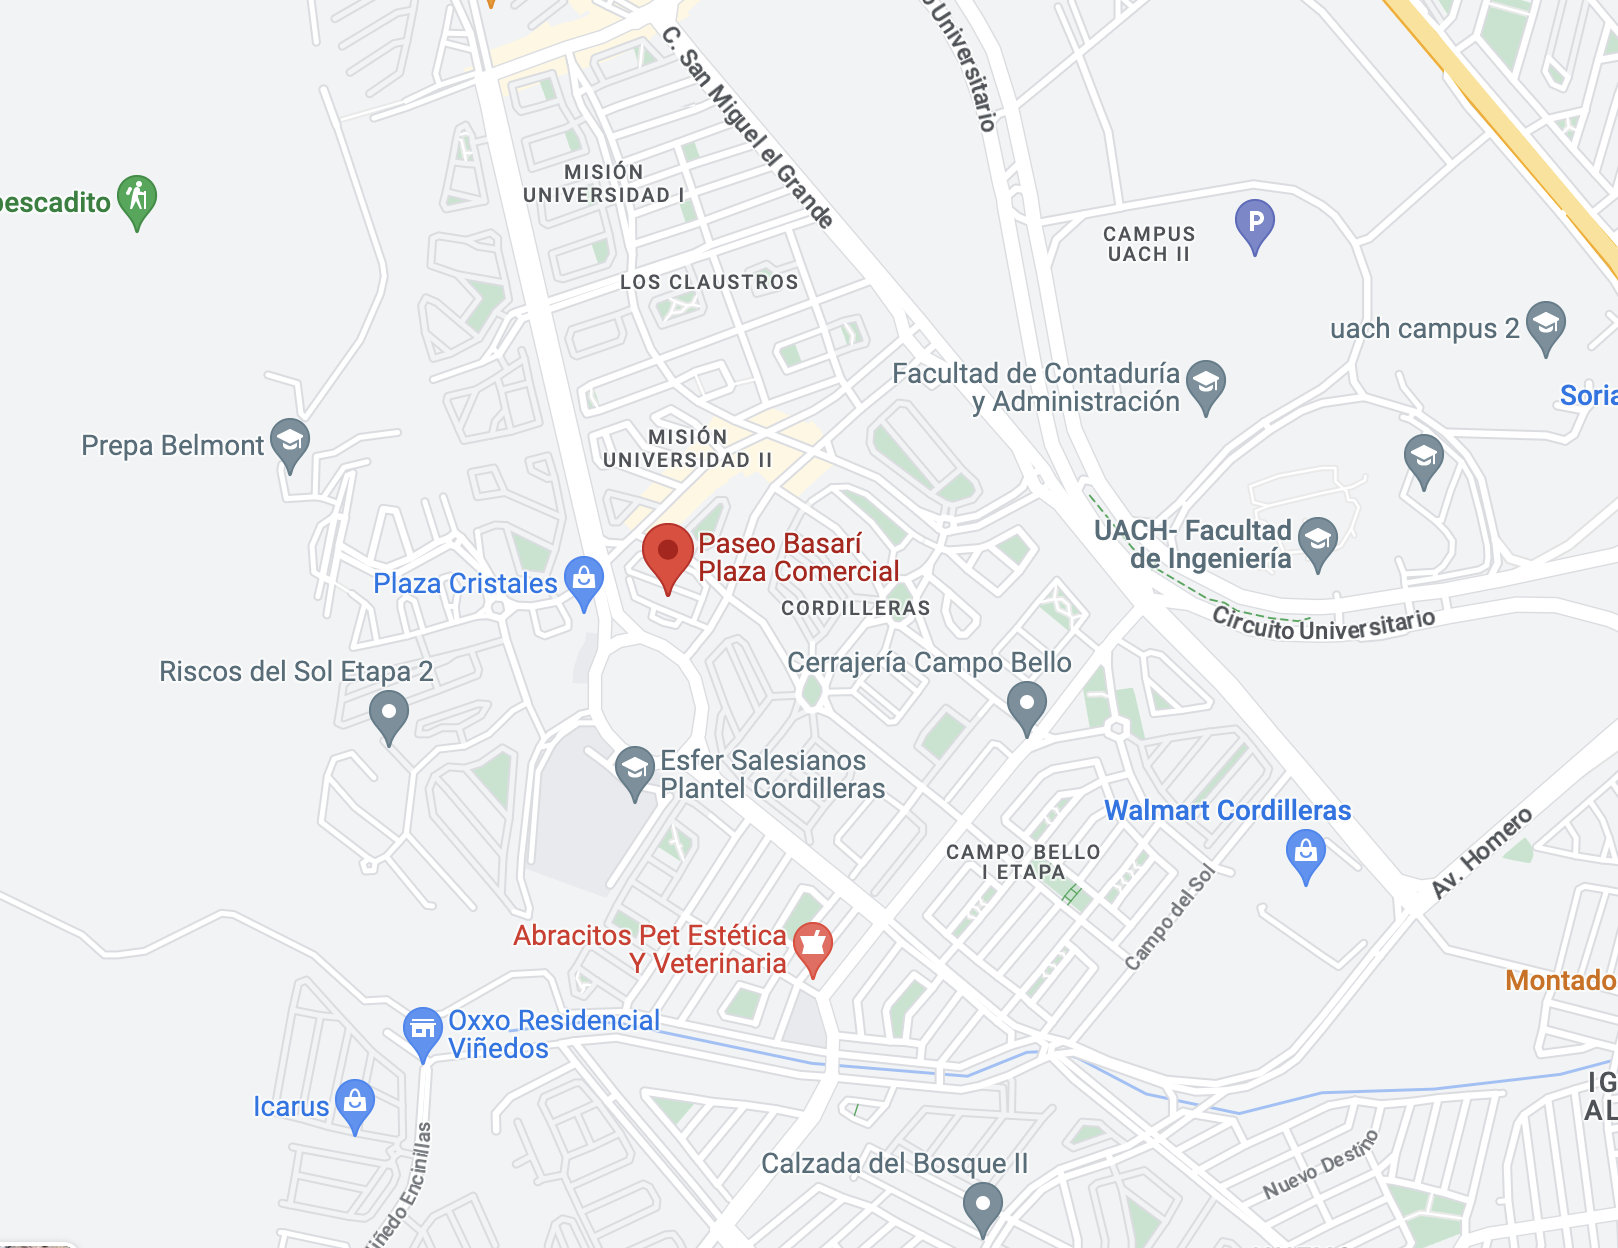 Universitario
C. San Miguel el Grande
MISIÓN
UNIVERSIDAD I
pescadito
P
CAMPUS
UACH II
LOS CLAUSTROS
uach campus 2
Facultad de Contaduría
y Administración
Soria
Prepa Belmont
MISIÓN
UNIVERSIDAD II
UACH- Facultad
de Ingeniería
Paseo Basarí
Plaza Comercial
Plaza Cristales
CORDILLERAS
Circuito Universitario
Cerrajería Campo Bello
Riscos del Sol Etapa 2
Esfer Salesianos
Plantel Cordilleras
Walmart Cordilleras
Av. Homero
CAMPO BELLO
I ETAPA
Campo del Sol
Abracitos Pet Estética
Y Veterinaria
Montado
Oxxo Residencial
Viñedos
IG
AL
Icarus
Viñedo Encinillas
Calzada del Bosque II
Nuevo Destino